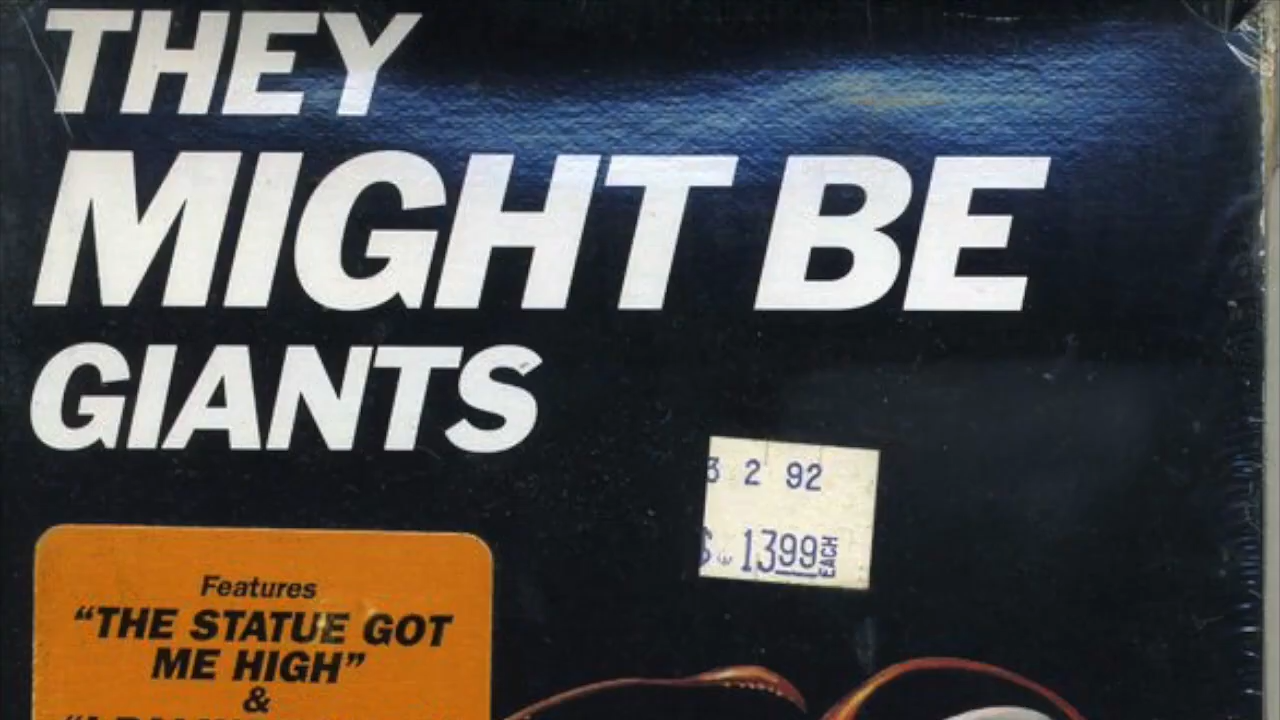 THEY
MIGHT BE
GIANTS
3 2 92
$ 1399 EACH
Features
"THE STATUE GOT
ME HIGH"
&